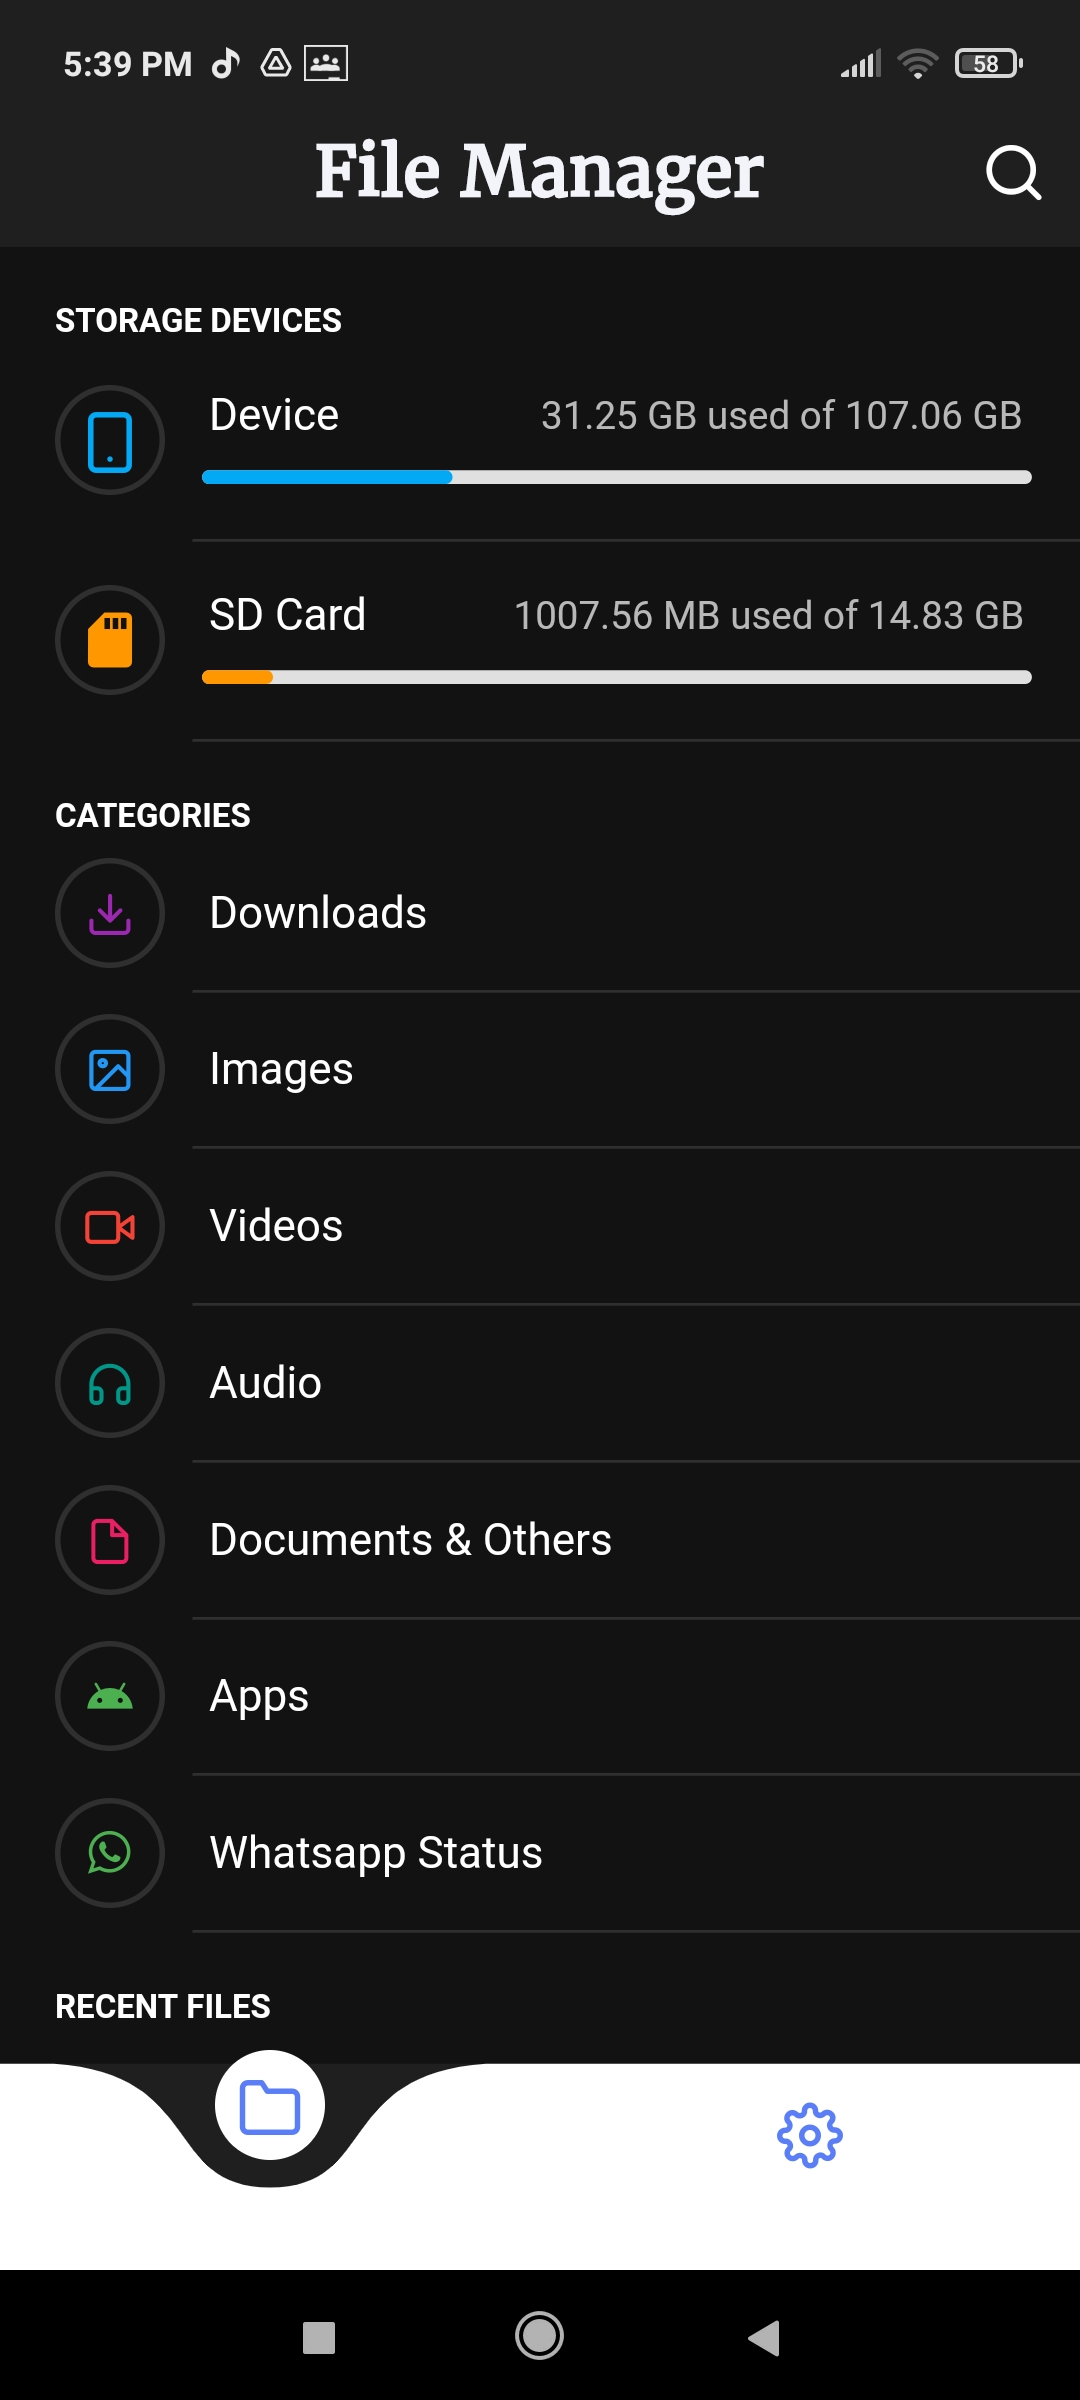 5:39 PM 58
File Manager
STORAGE DEVICES
Device 31.25 GB used of 107.06 GB
SD Card 1007.56 MB used of 14.83 GB
CATEGORIES
Downloads
Images
Videos
Audio
Documents & Others
Apps
Whatsapp Status
RECENT FILES